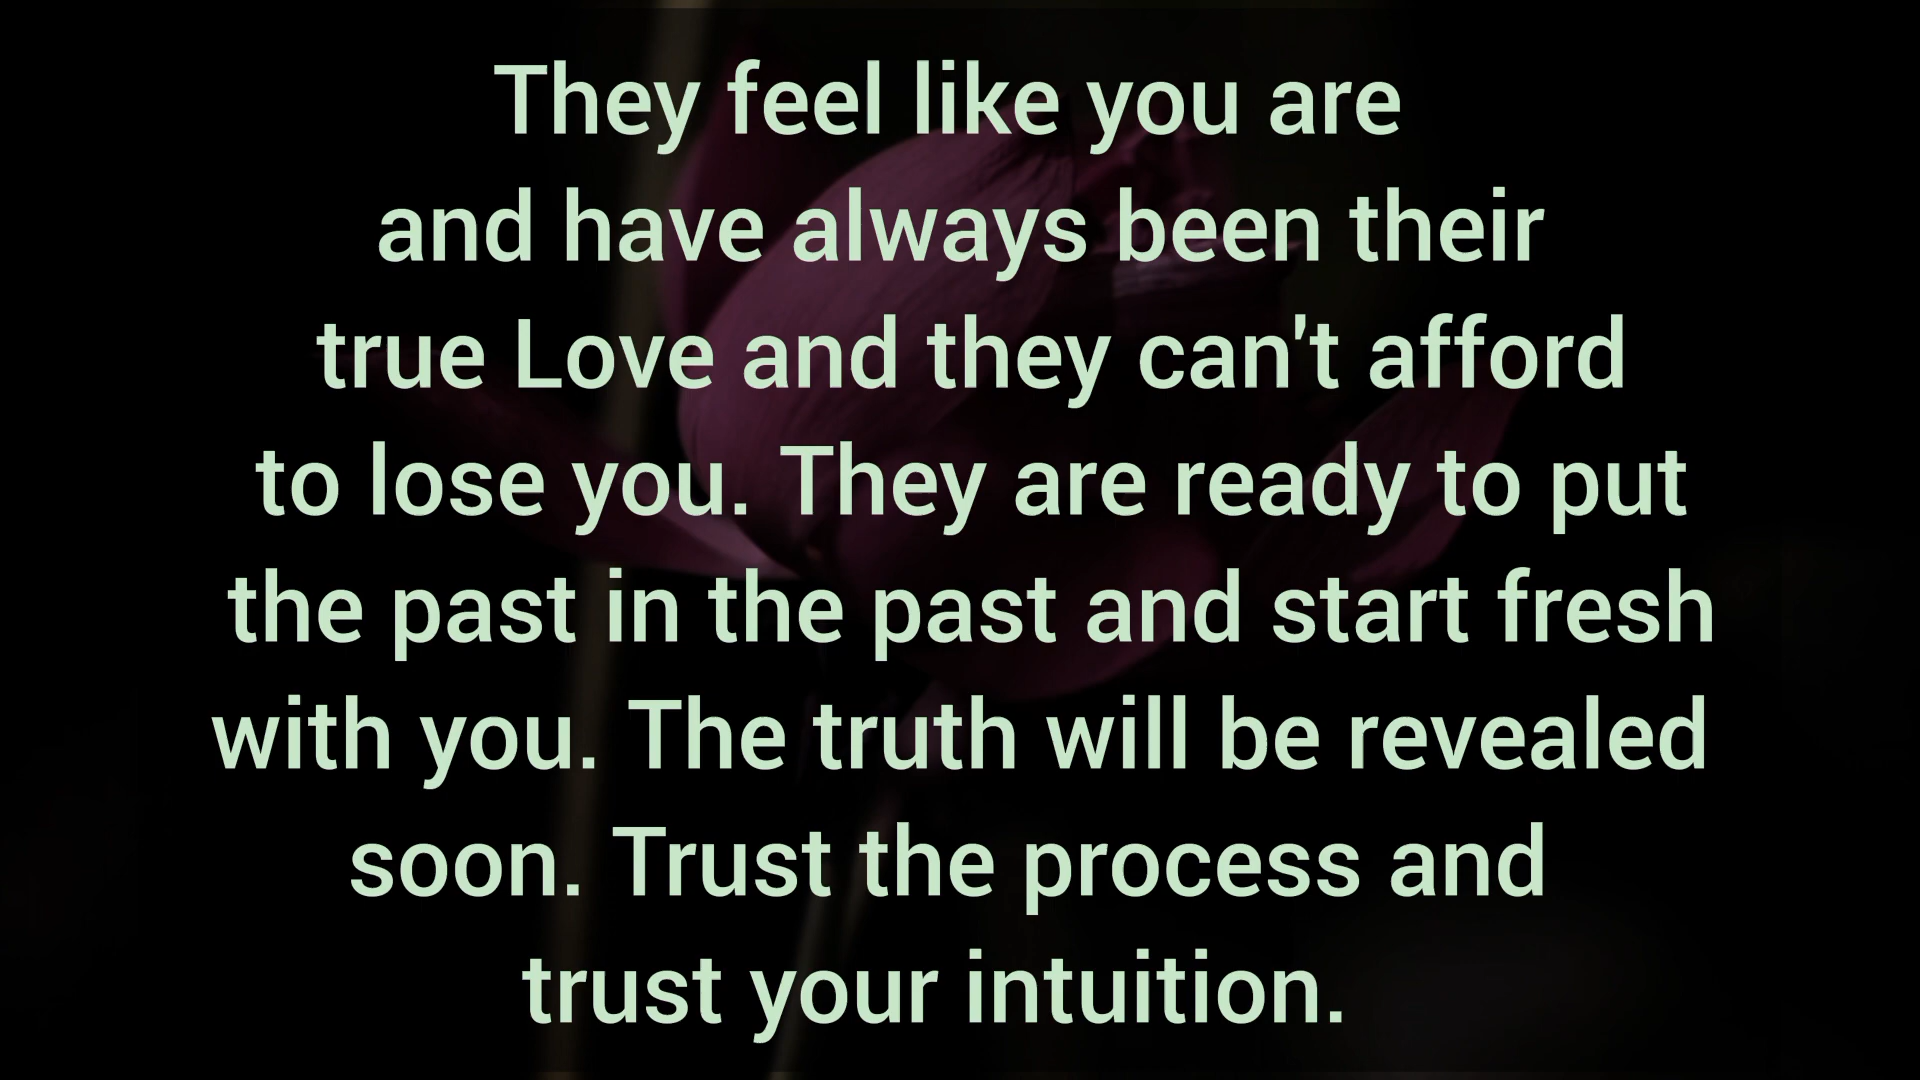 They feel like you are
and have always been their
true Love and they can't afford
to lose you. They are ready to put
the past in the past and start fresh
with you. The truth will be revealed
soon. Trust the process and
trust your intuition.